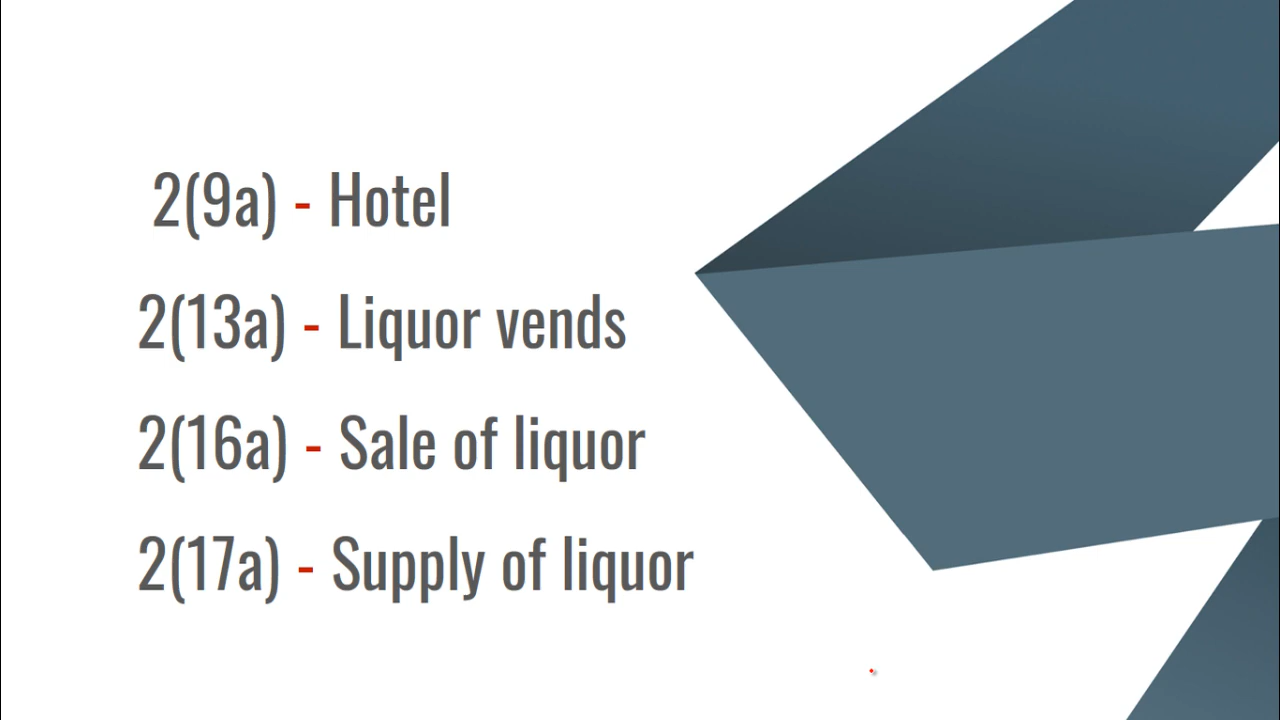 2(9a) - Hotel
2(13a) - Liquor vends
2(16a) - Sale of liquor
2(17a) - Supply of liquor